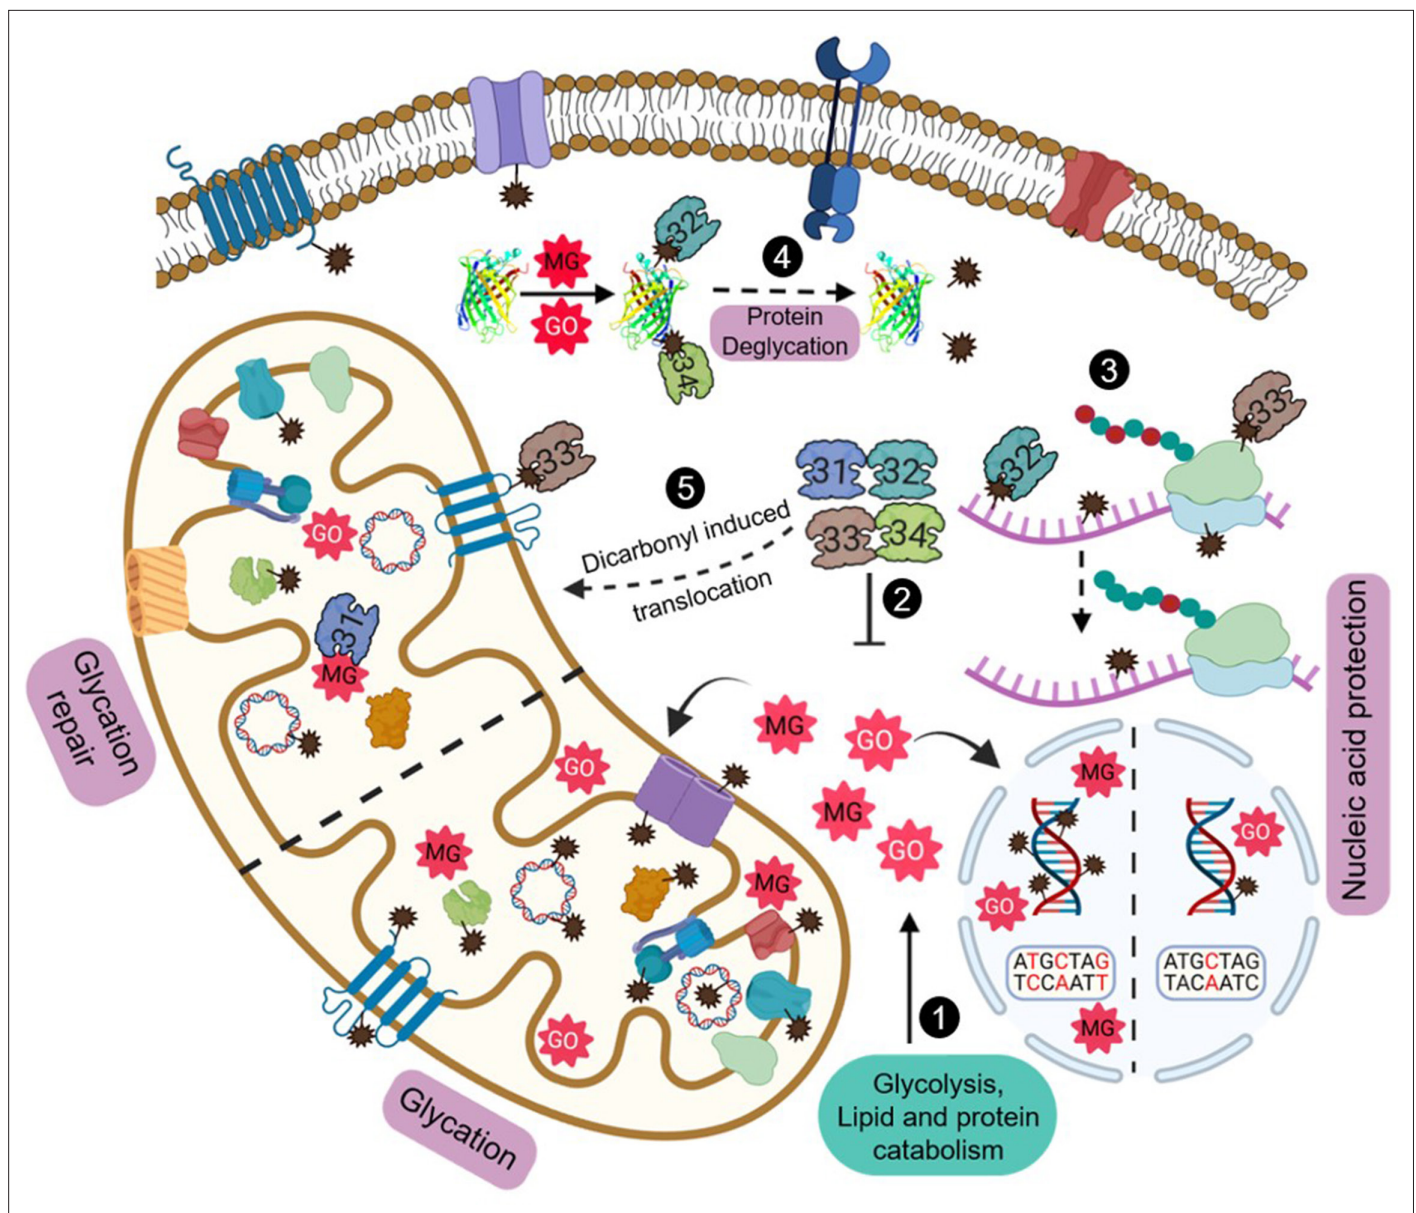 32
MG
4
GO
Protein
Deglycation
34
3
33
32
33
31
32
5
33
34
Dicarbonyl induced
translocation
2
GO
31
MG
Glycation
repair
Nucleic acid protection
MG
GO
MG
GO
GO
MG
MG
GO
MG
GO
GO
MG
ATGCTAG
TCCAATT
ATGCTAG
TACAATC
1
Glycolysis,
Lipid and protein
catabolism
Glycation